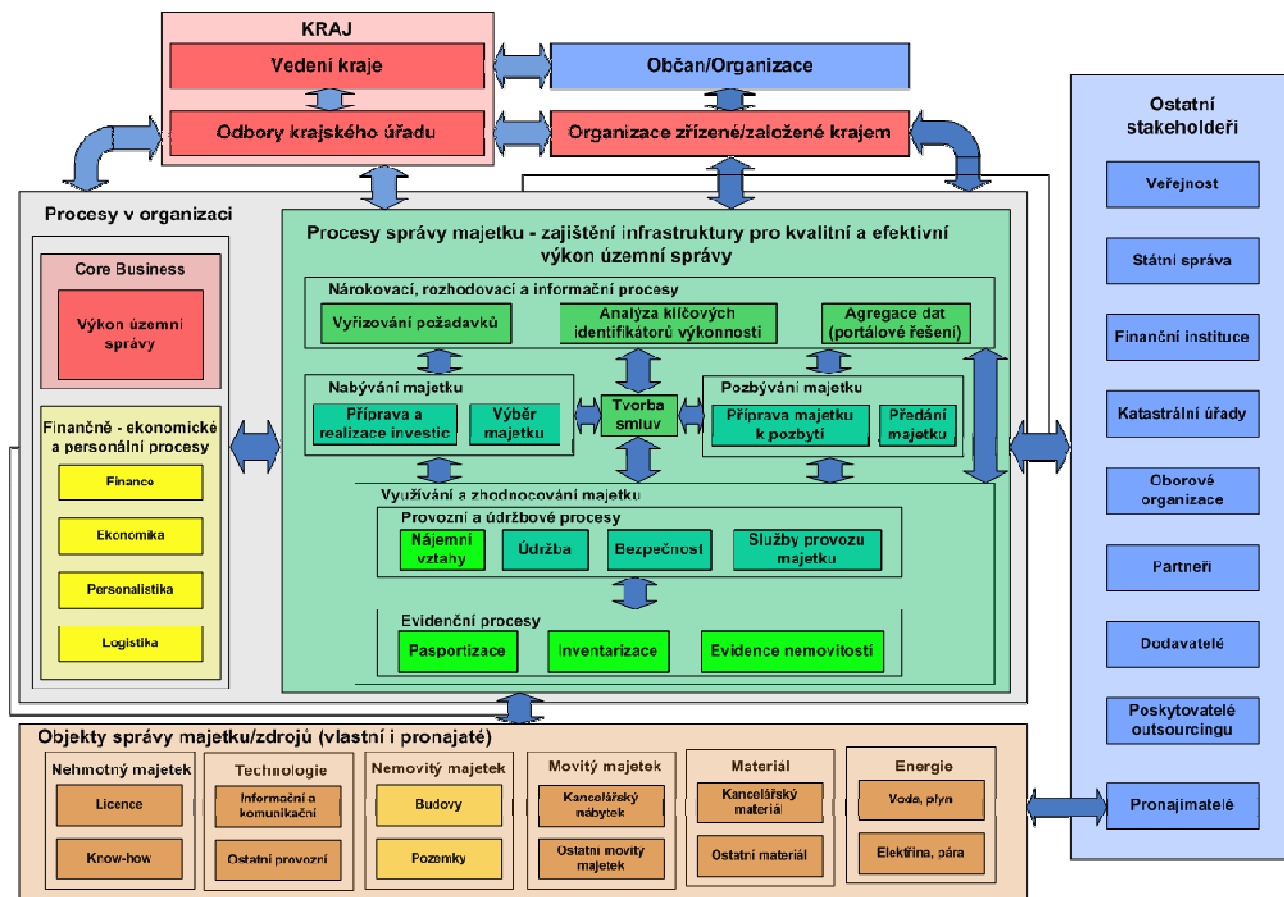 KRAJ
Vedení kraje
Občan/Organizace
Odbory krajského úřadu
Organizace zřízené/založené krajem
Ostatní
stakeholdeři
Veřejnost
Státní správa
Finanční instituce
Katastrální úřady
Oborové
organizace
Partneři
Dodavatelé
Poskytovatelé
outsourcingu
Pronajímatelé
Procesy v organizaci
Core Business
Výkon územní
správy
Finančně - ekonomické
a personální procesy
Finance
Ekonomika
Personalistika
Logistika
Procesy správy majetku - zajištění infrastruktury pro kvalitní a efektivní
výkon územní správy
Nárokovací, rozhodovací a informační procesy
Vyřizování požadavků
Analýza klíčových
identifikátorů výkonnosti
Agregace dat
(portálové řešení)
Nabývání majetku
Příprava a
realizace investic
Výběr
majetku
Tvorba
smluv
Pozbývání majetku
Příprava majetku
k pozbytí
Předání
majetku
Využívání a zhodnocování majetku
Provozní a údržbové procesy
Nájemní
vztahy
Údržba
Bezpečnost
Služby provozu
majetku
Evidenční procesy
Pasportizace
Inventarizace
Evidence nemovitostí
Objekty správy majetku/zdrojů (vlastní i pronajaté)
Nehmotný majetek
Licence
Know-how
Technologie
Informační a
komunikační
Ostatní provozní
Nemovitý majetek
Budovy
Pozemky
Movitý majetek
Kancelářský
nábytek
Ostatní movitý
majetek
Materiál
Kancelářský
materiál
Ostatní materiál
Energie
Voda, plyn
Elektřina, pára